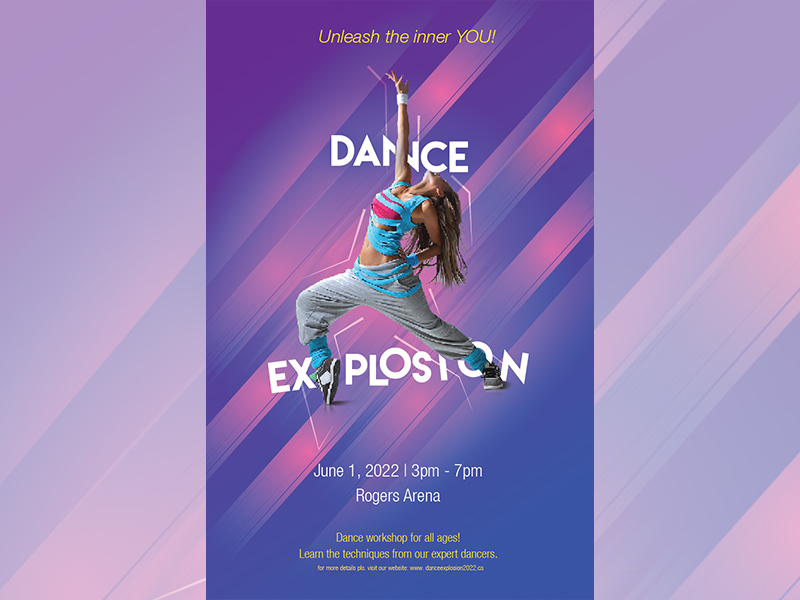 Unleash the inner YOU!
DANCE
EXPLOSION
June 1, 2022 | 3pm - 7pm
Rogers Arena
Dance workshop for all ages!
Learn the techniques from our expert dancers.
for more details pls. visit our website: www. danceexplosion2022.ca